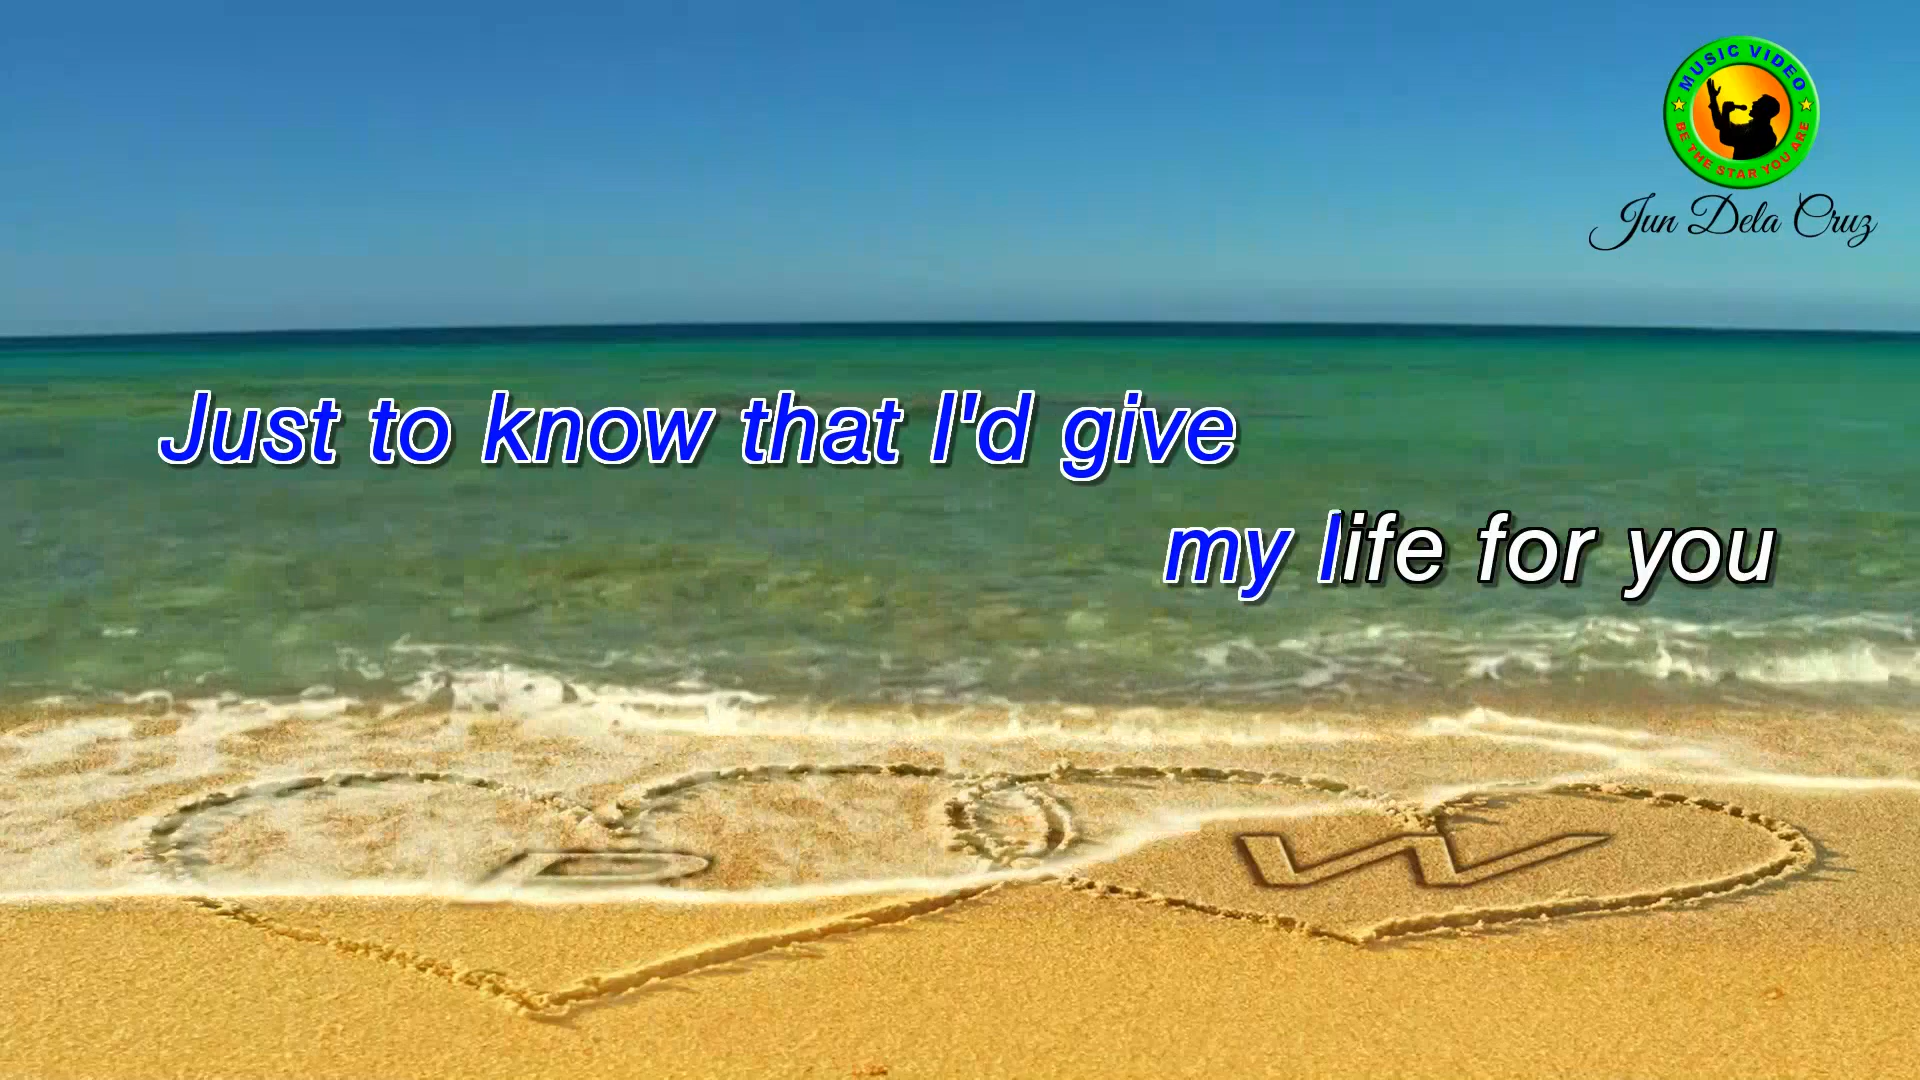 MUSIC VIDEO
BE THE STAR YOU ARE
Jun Dela Cruz
Just to know that I'd give
my life for you
P
W